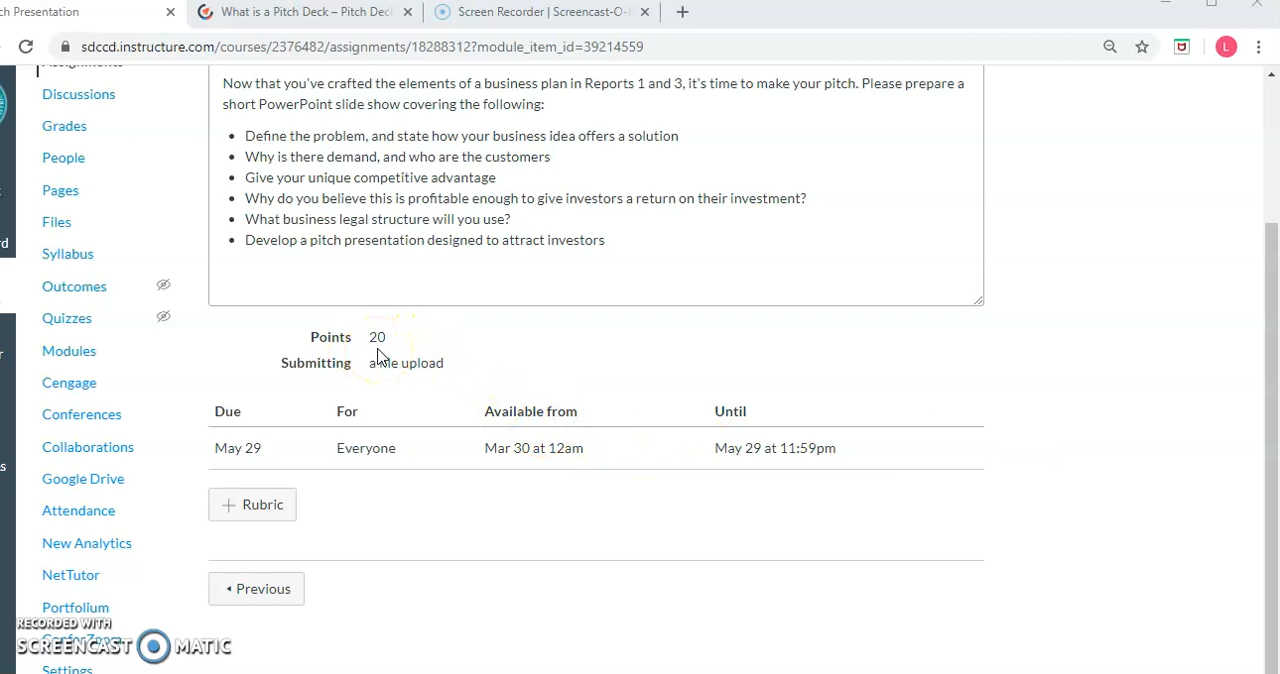 ch Presentation
What is a Pitch Deck – Pitch Dec
Screen Recorder | Screencast-O-
sdccd.instructure.com/courses/2376482/assignments/18288312?module_item_id=39214559
L
Assignments
Discussions
Grades
People
Pages
Files
Syllabus
Outcomes
Quizzes
Modules
Cengage
Conferences
Collaborations
Google Drive
Attendance
New Analytics
NetTutor
Portfolium
ConferZoom
Settings
rd
Now that you've crafted the elements of a business plan in Reports 1 and 3, it's time to make your pitch. Please prepare a
short PowerPoint slide show covering the following:
• Define the problem, and state how your business idea offers a solution
• Why is there demand, and who are the customers
• Give your unique competitive advantage
• Why do you believe this is profitable enough to give investors a return on their investment?
• What business legal structure will you use?
• Develop a pitch presentation designed to attract investors
Points 20
Submitting a file upload
Due For Available from Until
May 29 Everyone Mar 30 at 12am May 29 at 11:59pm
+ Rubric
Previous
RECORDED WITH
SCREENCAST MATIC